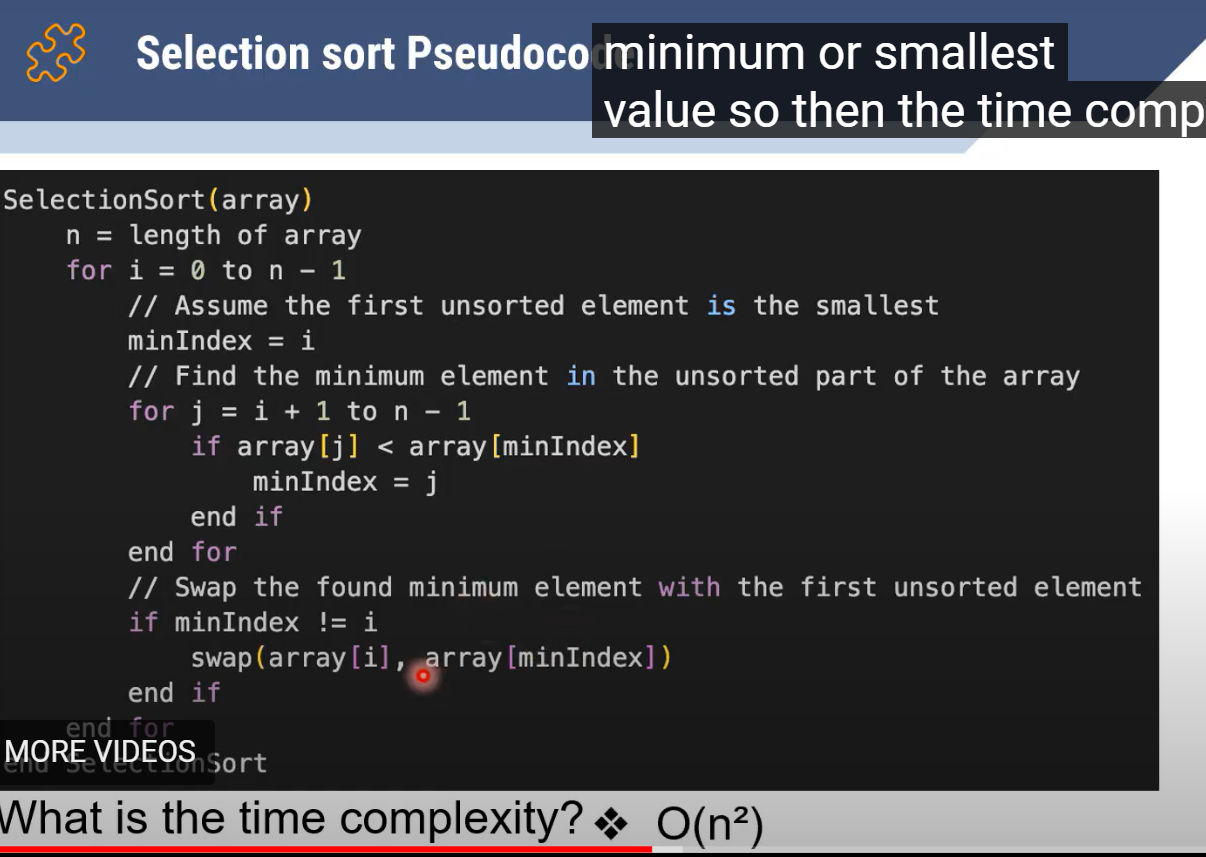 Selection sort Pseudocode
minimum or smallest
value so then the time comp
SelectionSort(array)
n = length of array
for i = 0 to n - 1
// Assume the first unsorted element is the smallest
minIndex = i
// Find the minimum element in the unsorted part of the array
for j = i + 1 to n - 1
if array[j] < array[minIndex]
minIndex = j
end if
end for
// Swap the found minimum element with the first unsorted element
if minIndex != i
swap(array[i], array[minIndex])
end if
end for
MORE VIDEOS
end SelectionSort
What is the time complexity? ❖ O(n²)